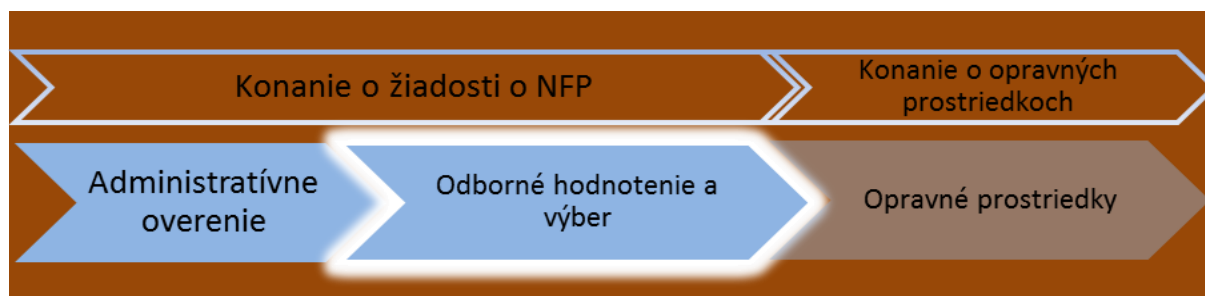 Konanie o žiadosti o NFP
Konanie o opravných
prostriedkoch
Administratívne
overenie
Odborné hodnotenie a
výber
Opravné prostriedky